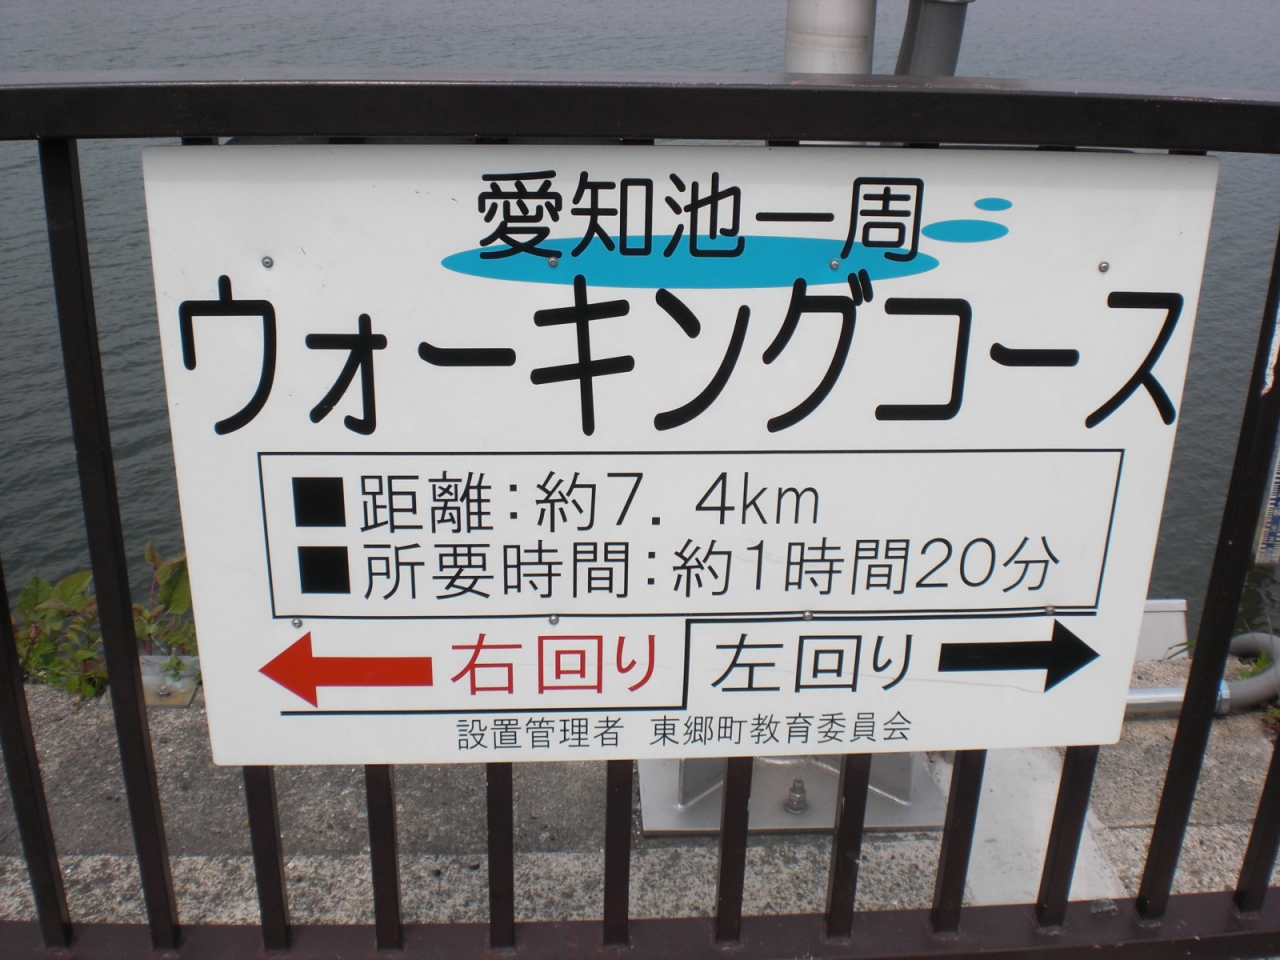 愛知池一周
ウォーキングコース
■距離：約7．4km
■所要時間：約1時間20分
右回り 左回り
設置管理者 東郷町教育委員会